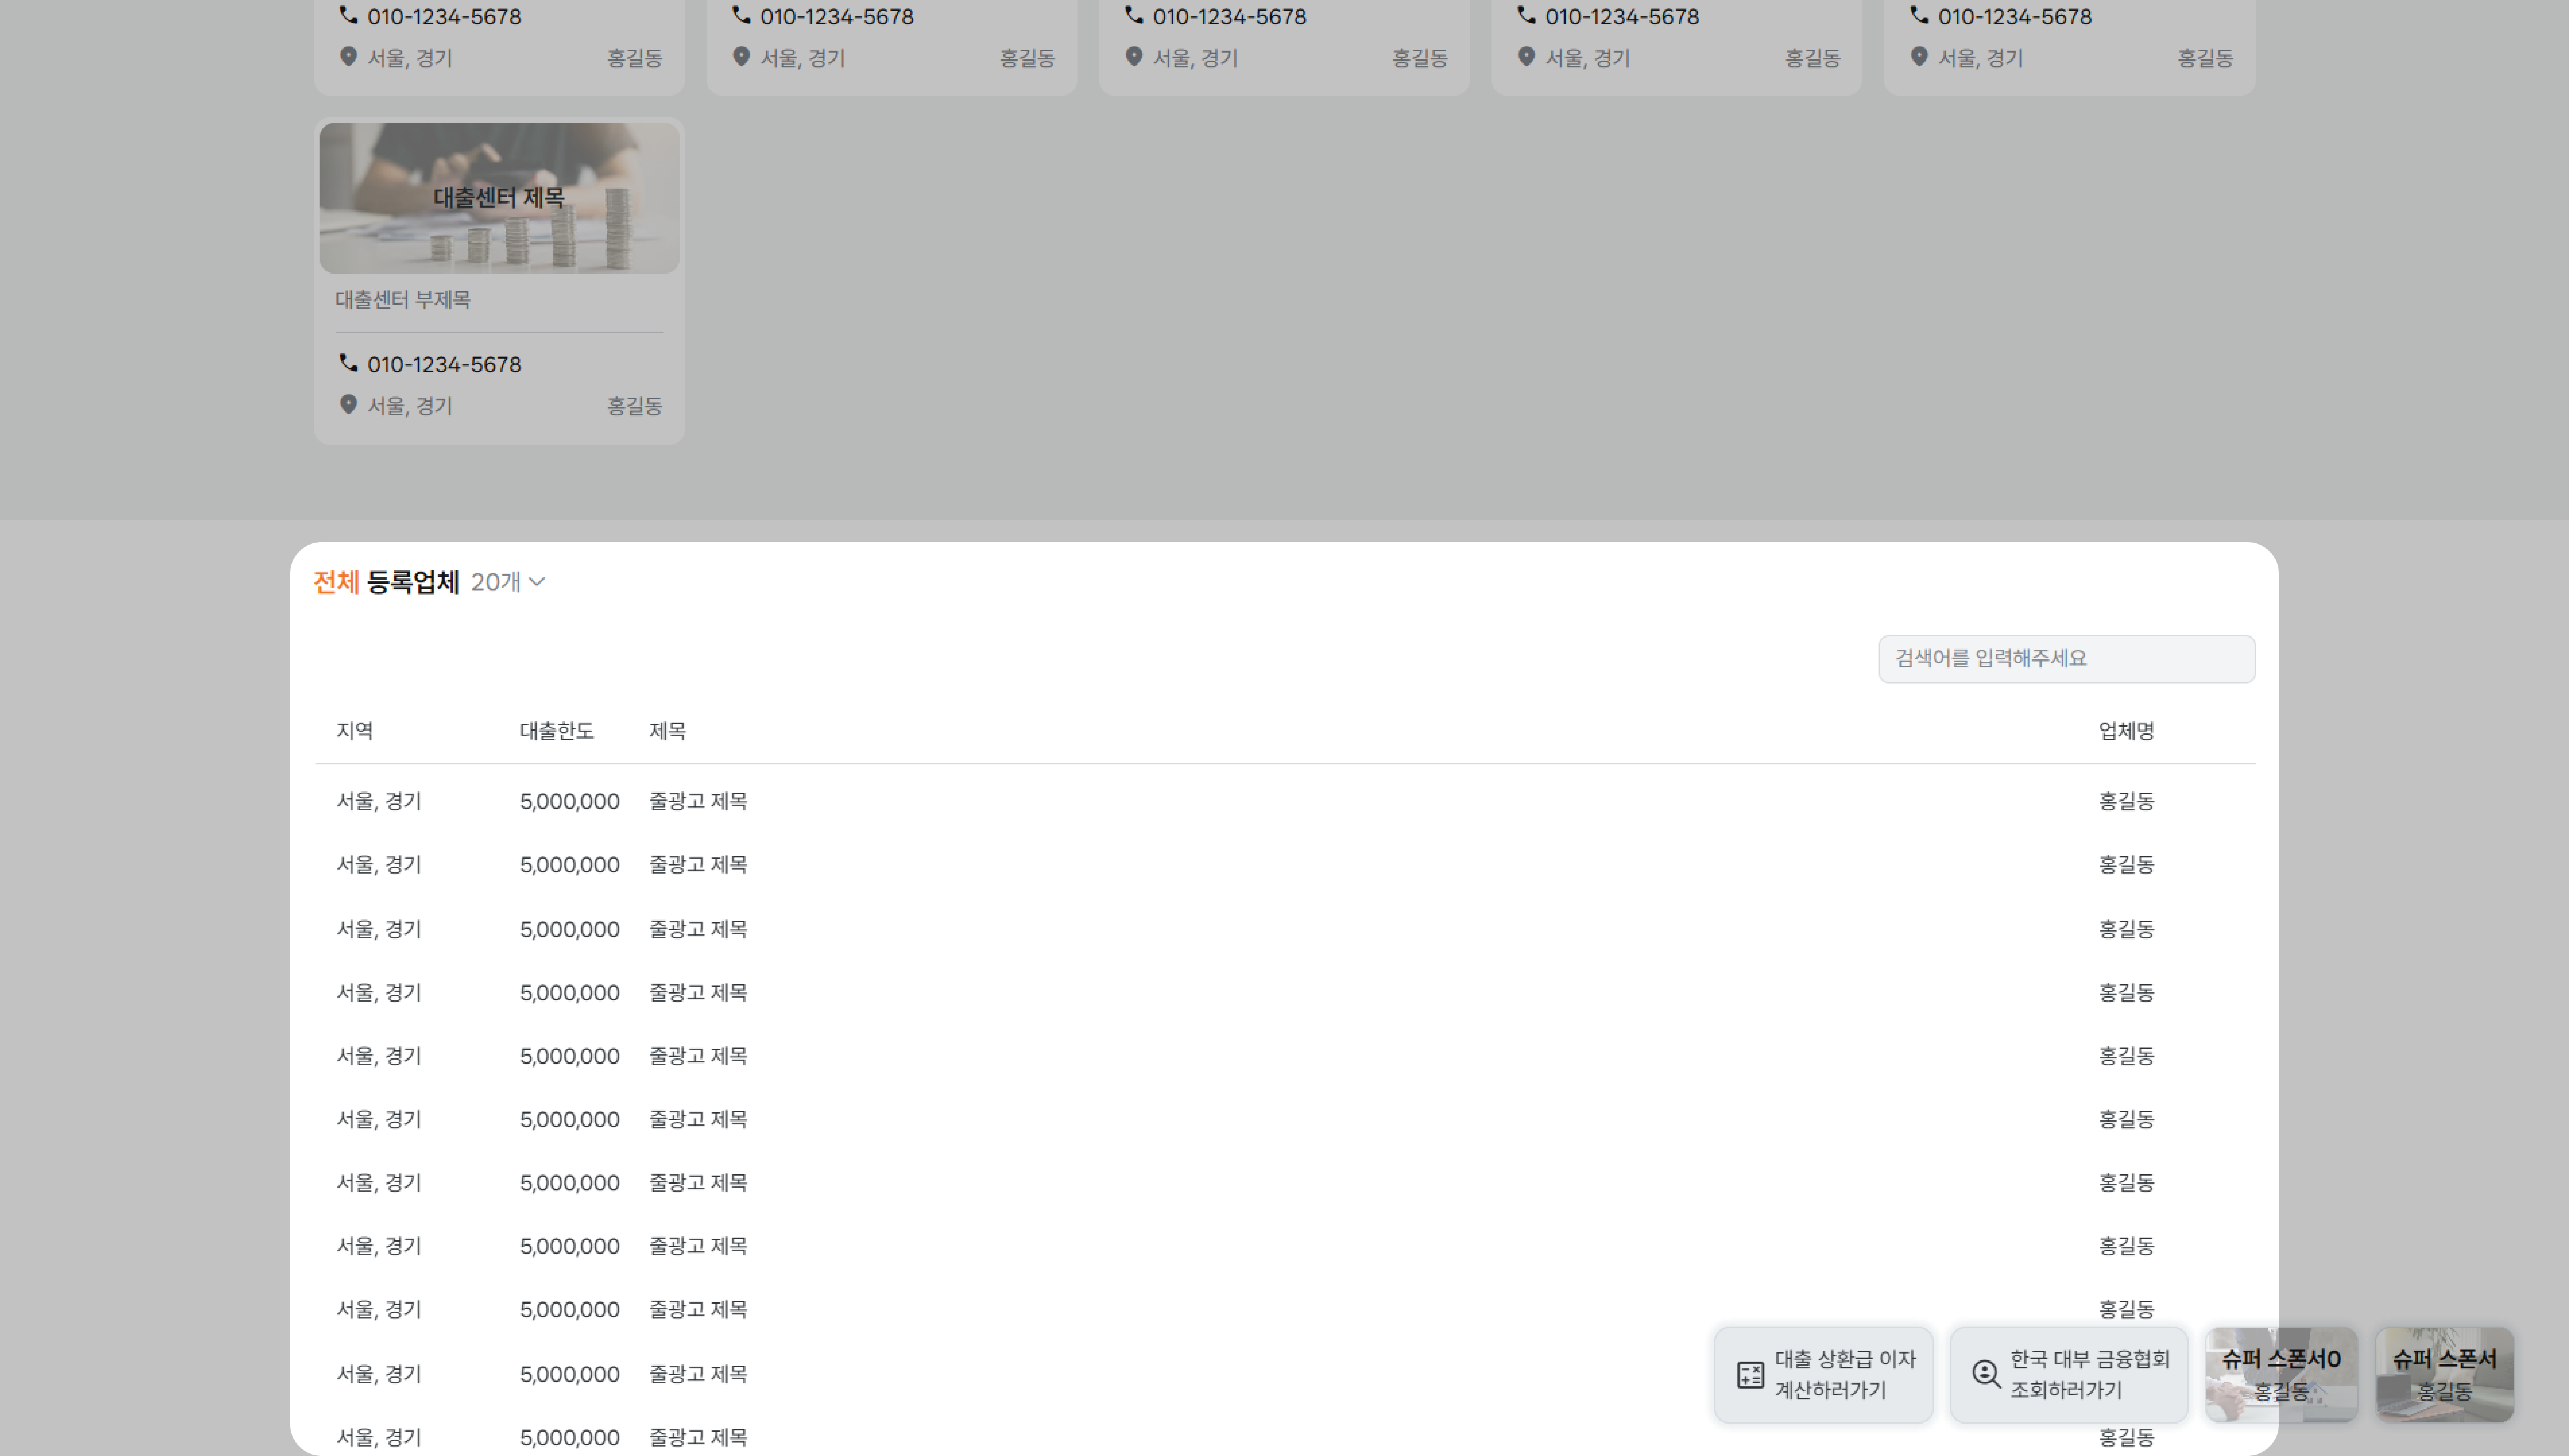 010-1234-5678 010-1234-5678 010-1234-5678 010-1234-5678 010-1234-5678
서울, 경기 홍길동 서울, 경기 홍길동 서울, 경기 홍길동 서울, 경기 홍길동 서울, 경기 홍길동
대출센터 제목
대출센터 부제목
010-1234-5678
서울, 경기 홍길동
전체 등록업체 20개
검색어를 입력해주세요
지역 대출한도 제목 업체명
서울, 경기 5,000,000 줄광고 제목 홍길동
서울, 경기 5,000,000 줄광고 제목 홍길동
서울, 경기 5,000,000 줄광고 제목 홍길동
서울, 경기 5,000,000 줄광고 제목 홍길동
서울, 경기 5,000,000 줄광고 제목 홍길동
서울, 경기 5,000,000 줄광고 제목 홍길동
서울, 경기 5,000,000 줄광고 제목 홍길동
서울, 경기 5,000,000 줄광고 제목 홍길동
서울, 경기 5,000,000 줄광고 제목 홍길동
서울, 경기 5,000,000 줄광고 제목 홍길동
서울, 경기 5,000,000 줄광고 제목 홍길동
대출 상환급 이자
계산하러가기
한국 대부 금융협회
조회하러가기
슈퍼 스폰서0
홍길동
슈퍼 스폰서
홍길동